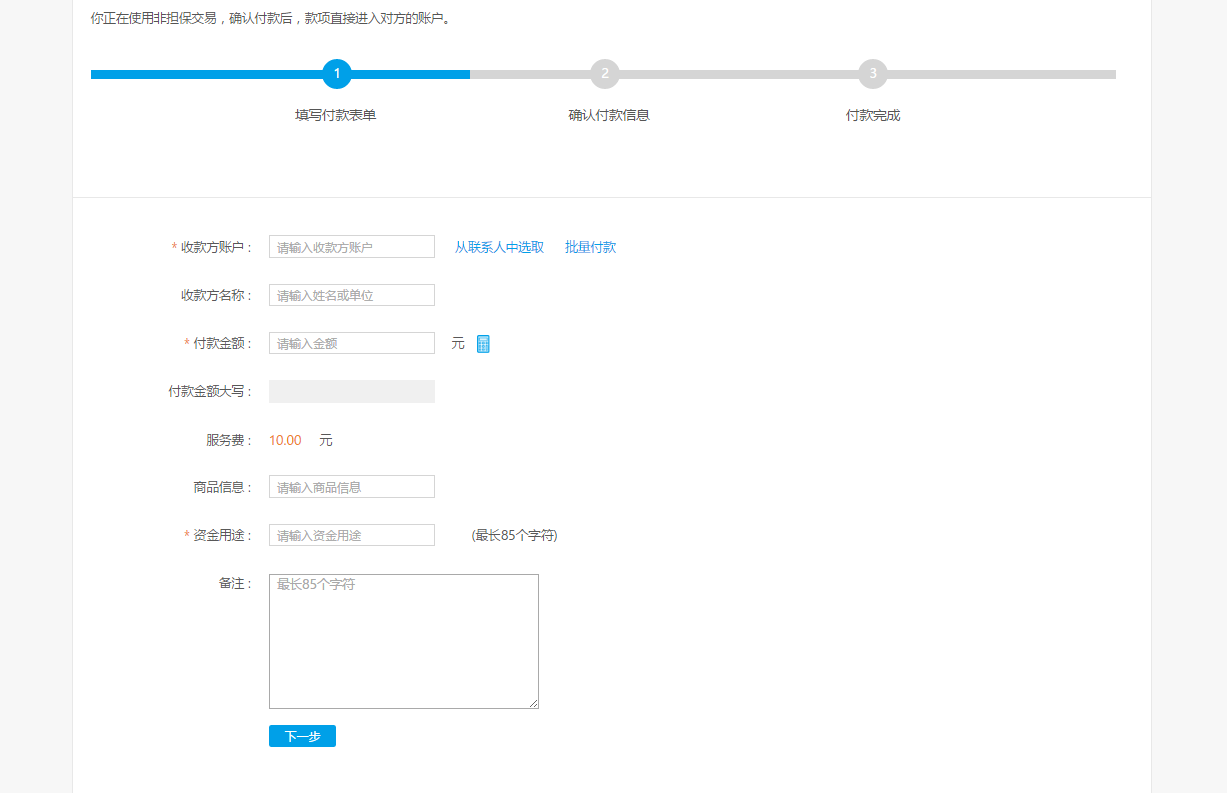 你正在使用非担保交易，确认付款后，款项直接进入对方的账户。
1 2 3
填写付款表单 确认付款信息 付款完成
* 收款方账户： 请输入收款方账户 从联系人中选取 批量付款
收款方名称： 请输入姓名或单位
* 付款金额： 请输入金额 元
付款金额大写：
服务费： 10.00 元
商品信息： 请输入商品信息
* 资金用途： 请输入资金用途 (最长85个字符)
备注： 最长85个字符
下一步